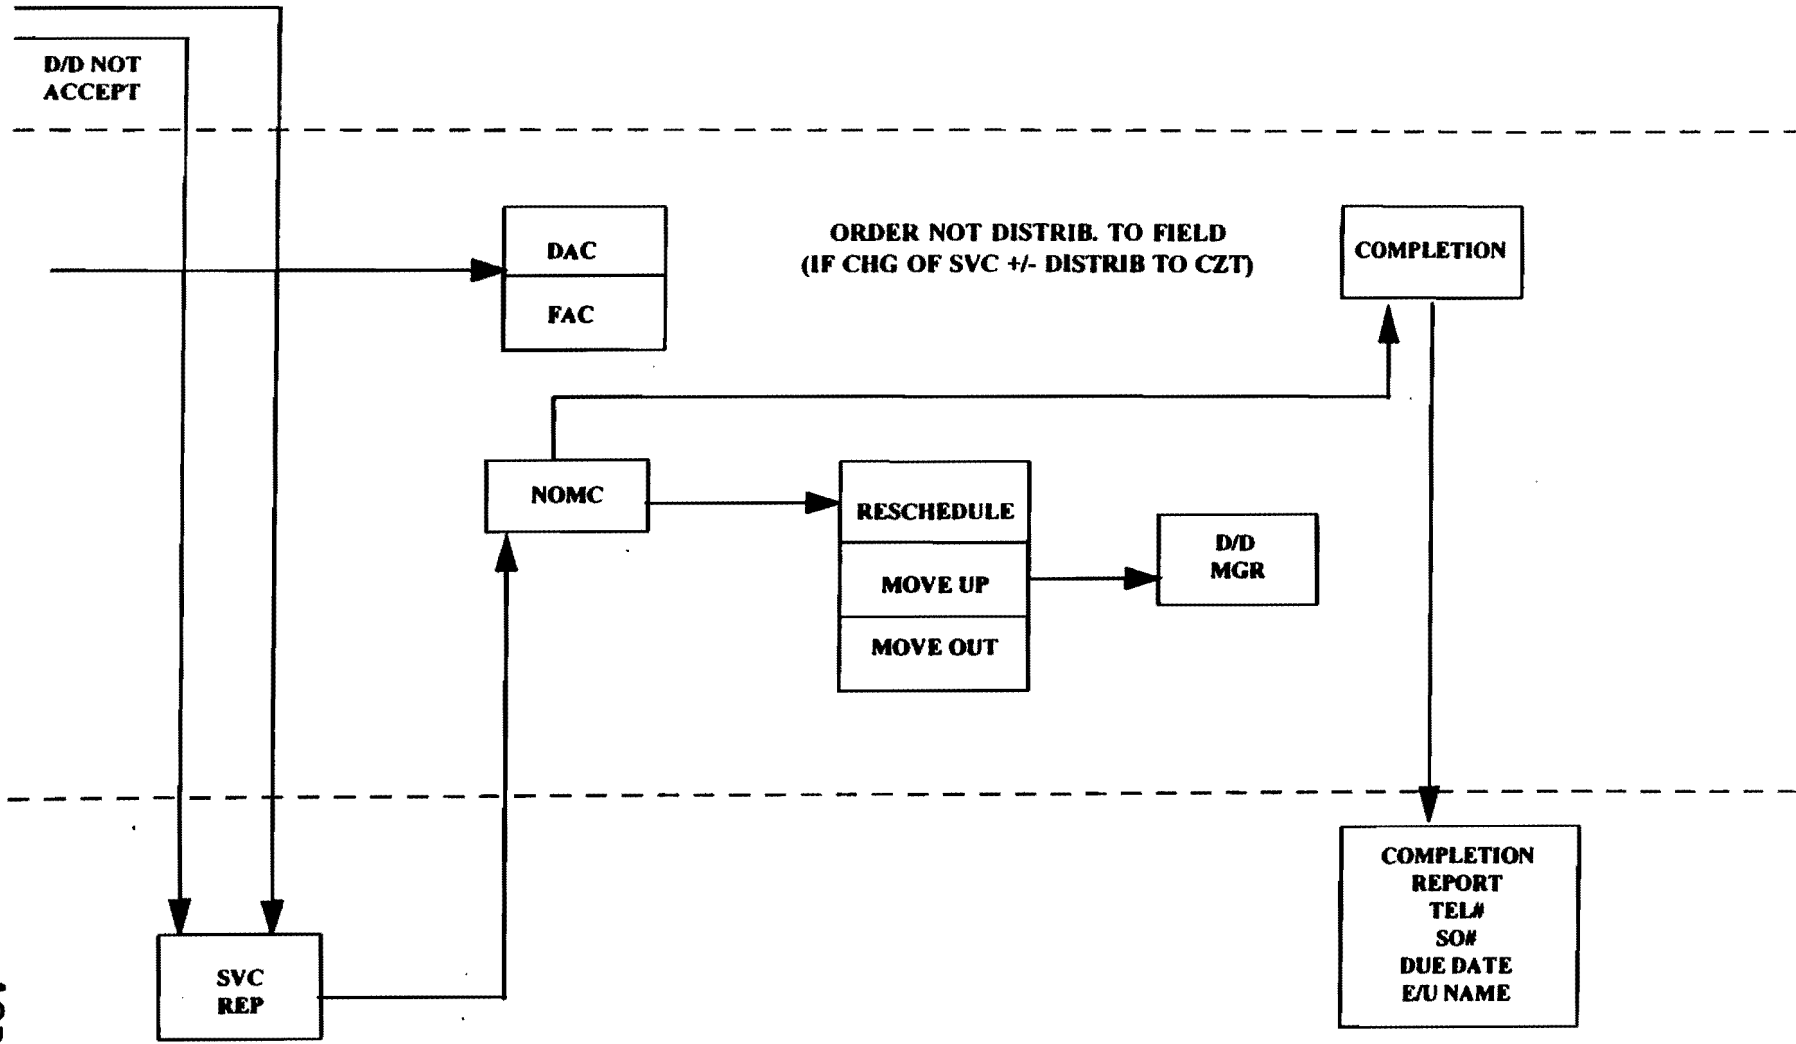 D/D NOT
ACCEPT
DAC
FAC
ORDER NOT DISTRIB. TO FIELD
(IF CHG OF SVC +/- DISTRIB TO CZT)
COMPLETION
NOMC
RESCHEDULE
MOVE UP
MOVE OUT
D/D
MGR
SVC
REP
COMPLETION
REPORT
TEL#
SO#
DUE DATE
E/U NAME